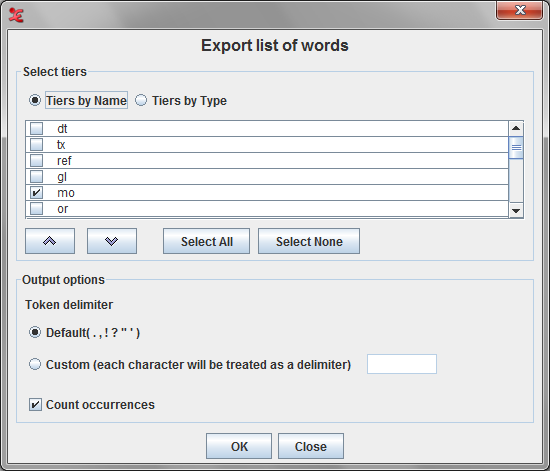 Export list of words
Select tiers
Tiers by Name Tiers by Type
dt
tx
ref
gl
mo
or
Select All Select None
Output options
Token delimiter
Default( . , ! ? " ' )
Custom (each character will be treated as a delimiter)
Count occurrences
OK Close